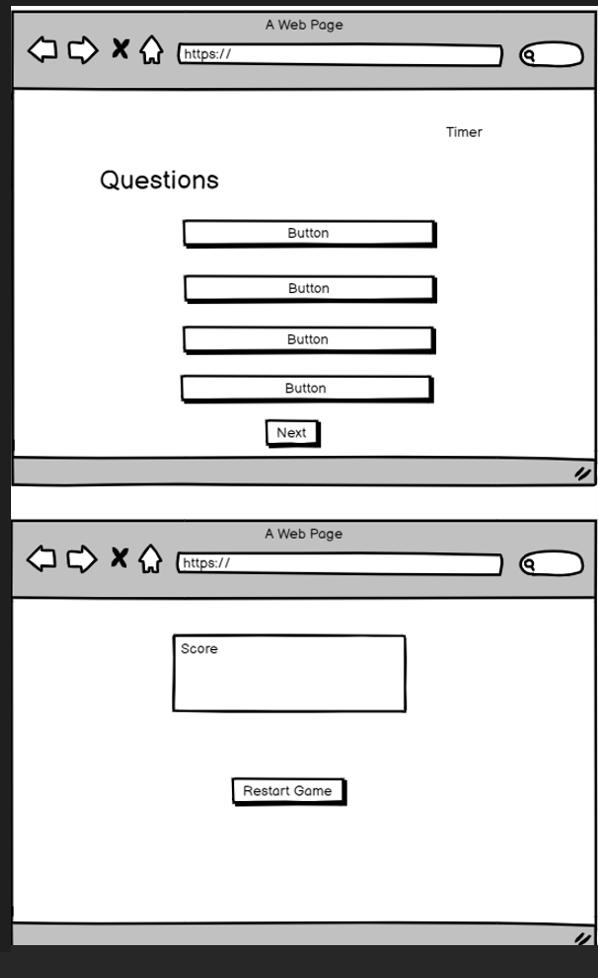 A Web Page
https://
Timer
Questions
Button
Button
Button
Button
Next
A Web Page
https://
Score
Restart Game